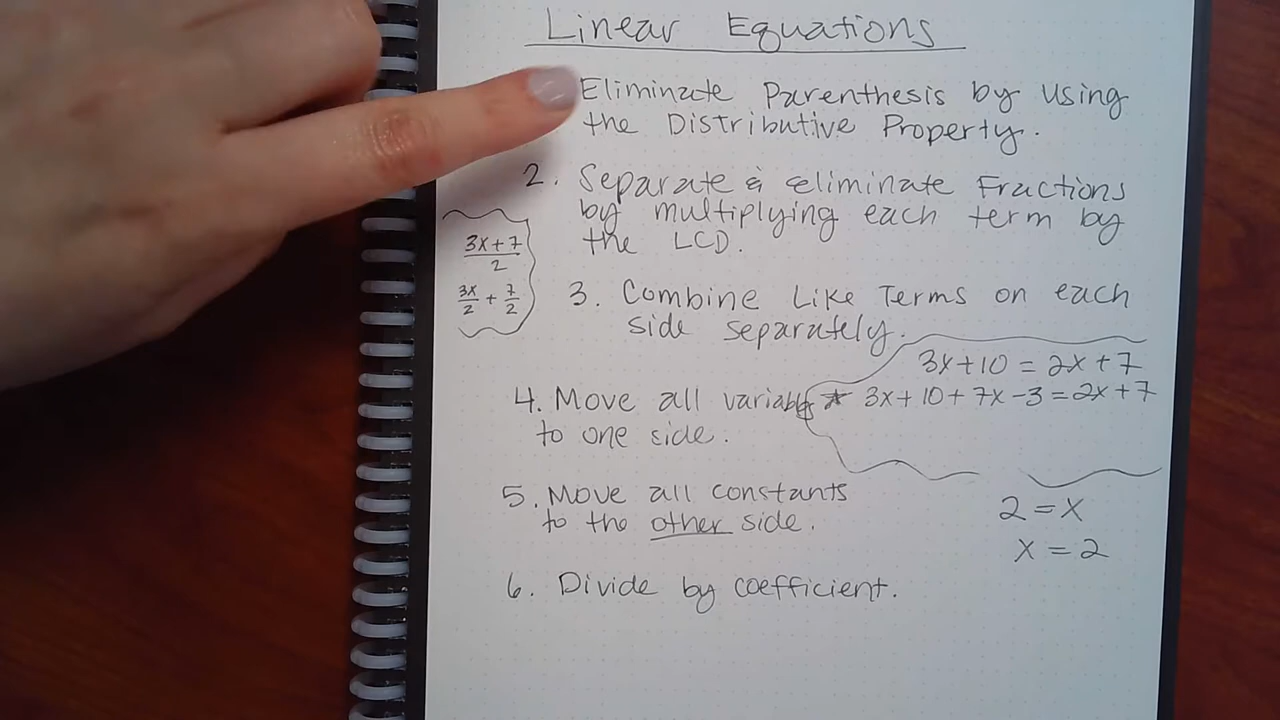 Linear Equations
Eliminate Parenthesis by using
the Distributive Property.
2. Separate & eliminate Fractions
by multiplying each term by
the LCD.
3x+7
2
3x/2 + 7/2
3. Combine Like Terms on each
side separately.
3x+10 = 2x+7
4. Move all variables * 3x+10+7x-3=2x+7
to one side.
5. Move all constants
to the other side.
2=x
x=2
6. Divide by coefficient.